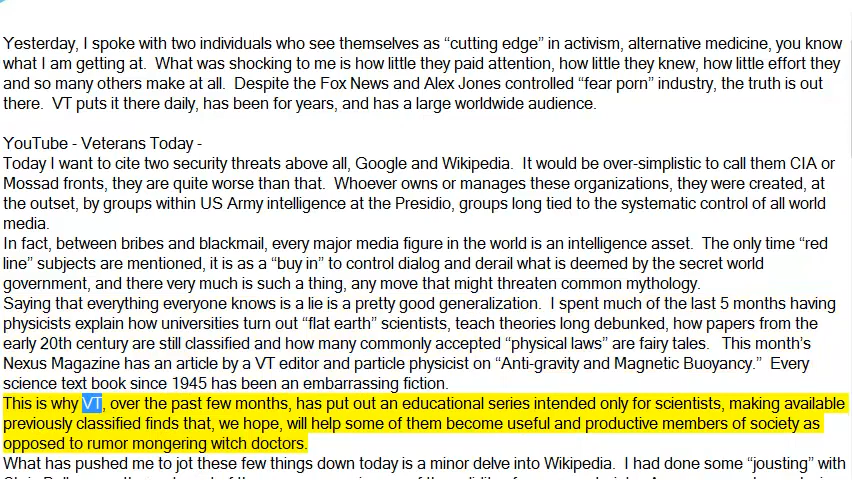 Yesterday, I spoke with two individuals who see themselves as “cutting edge” in activism, alternative medicine, you know
what I am getting at.  What was shocking to me is how little they paid attention, how little they knew, how little effort they
and so many others make at all.  Despite the Fox News and Alex Jones controlled “fear porn” industry, the truth is out
there.  VT puts it there daily, has been for years, and has a large worldwide audience.
YouTube - Veterans Today -
Today I want to cite two security threats above all, Google and Wikipedia.  It would be over-simplistic to call them CIA or
Mossad fronts, they are quite worse than that.  Whoever owns or manages these organizations, they were created, at
the outset, by groups within US Army intelligence at the Presidio, groups long tied to the systematic control of all world
media.
In fact, between bribes and blackmail, every major media figure in the world is an intelligence asset.  The only time “red
line” subjects are mentioned, it is as a “buy in” to control dialog and derail what is deemed by the secret world
government, and there very much is such a thing, any move that might threaten common mythology.
Saying that everything everyone knows is a lie is a pretty good generalization.  I spent much of the last 5 months having
physicists explain how universities turn out “flat earth” scientists, teach theories long debunked, how papers from the
early 20th century are still classified and how many commonly accepted “physical laws” are fairy tales.   This month’s
Nexus Magazine has an article by a VT editor and particle physicist on “Anti-gravity and Magnetic Buoyancy.”  Every
science text book since 1945 has been an embarrassing fiction.
This is why VT, over the past few months, has put out an educational series intended only for scientists, making available
previously classified finds that, we hope, will help some of them become useful and productive members of society as
opposed to rumor mongering witch doctors.
What has pushed me to jot these few things down today is a minor delve into Wikipedia.  I had done some “jousting” with